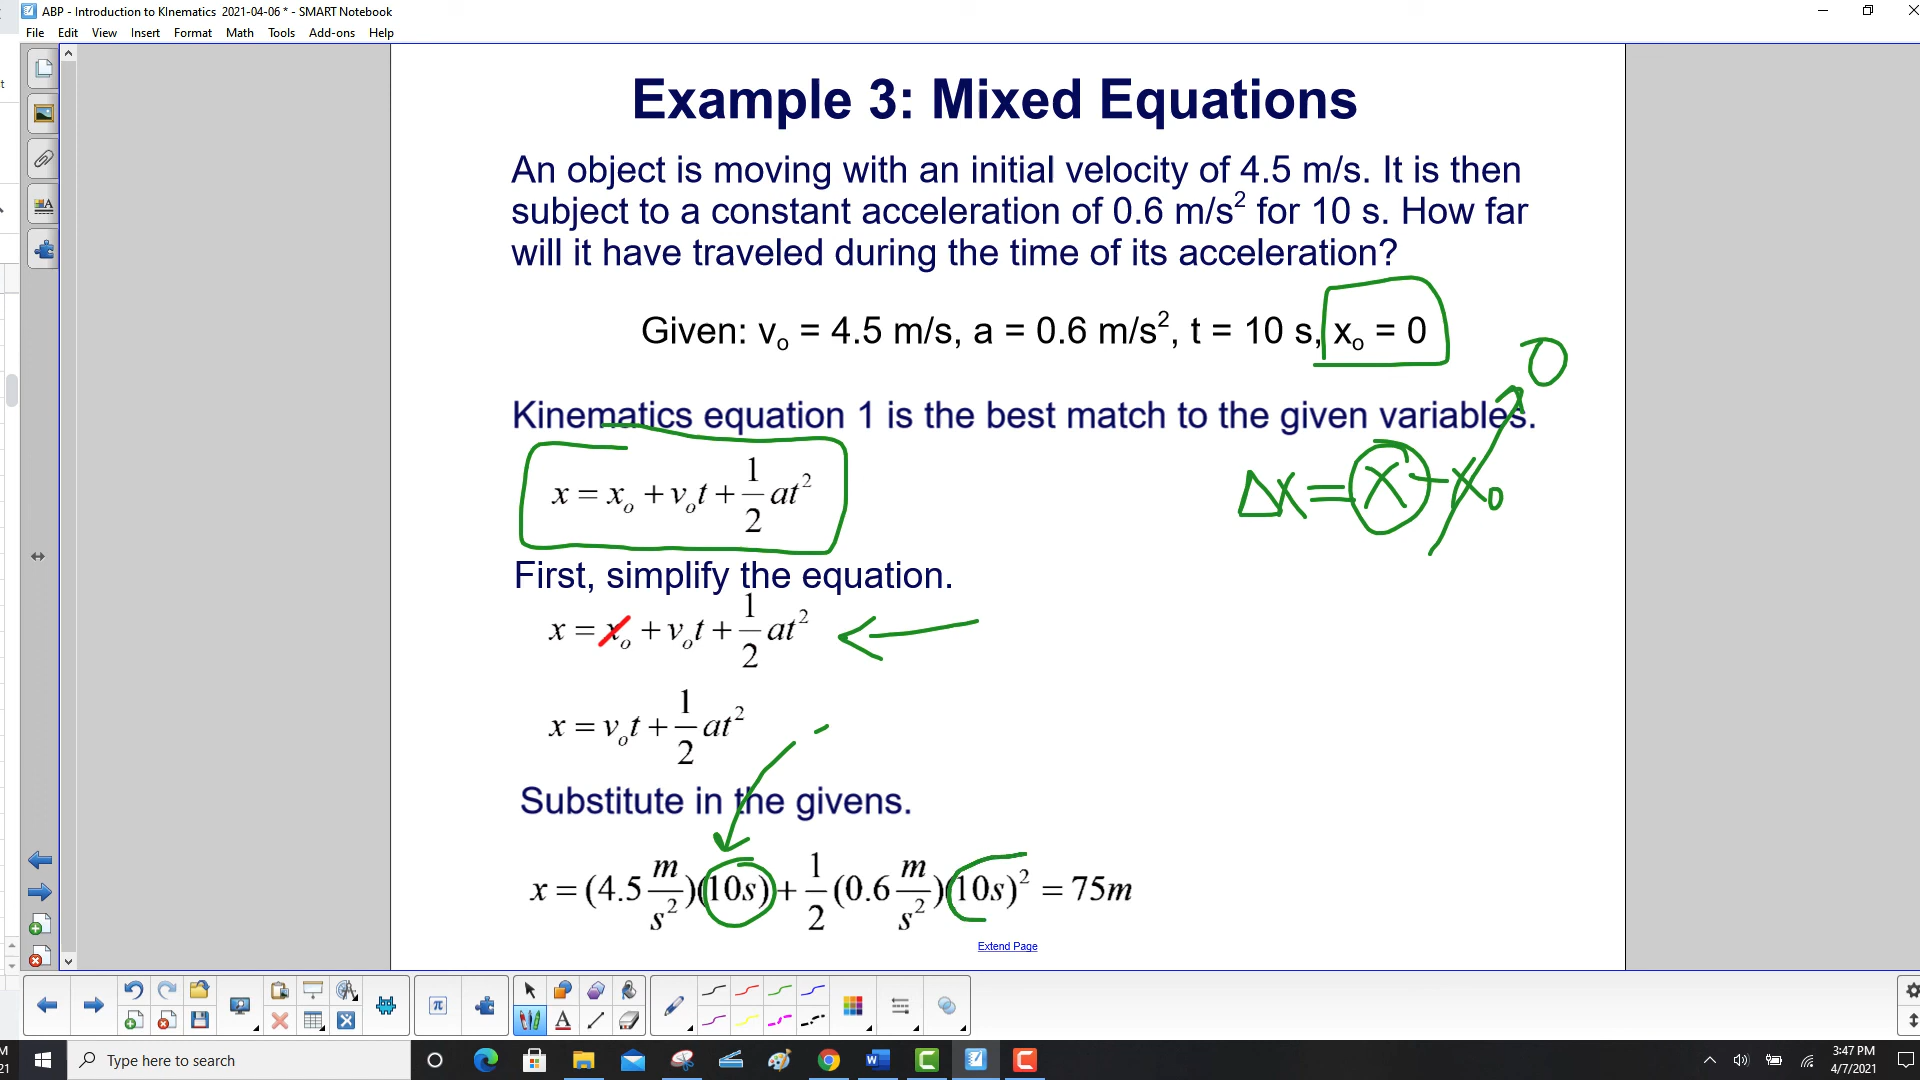 ABP - Introduction to KInematics 2021-04-06 * - SMART Notebook
File Edit View Insert Format Math Tools Add-ons Help
Example 3: Mixed Equations
An object is moving with an initial velocity of 4.5 m/s. It is then
subject to a constant acceleration of 0.6 m/s² for 10 s. How far
will it have traveled during the time of its acceleration?
Given: vₒ = 4.5 m/s, a = 0.6 m/s², t = 10 s, xₒ = 0
0
Kinematics equation 1 is the best match to the given variables.
x = xₒ + vₒt + 1/2 at²
Δx = x - x₀
First, simplify the equation.
x = xₒ + vₒt + 1/2 at²
x = vₒt + 1/2 at²
Substitute in the givens.
x = (4.5 m/s²)(10s) + 1/2 (0.6 m/s²)(10s)² = 75m
Extend Page
Type here to search
3:47 PM
4/7/2021